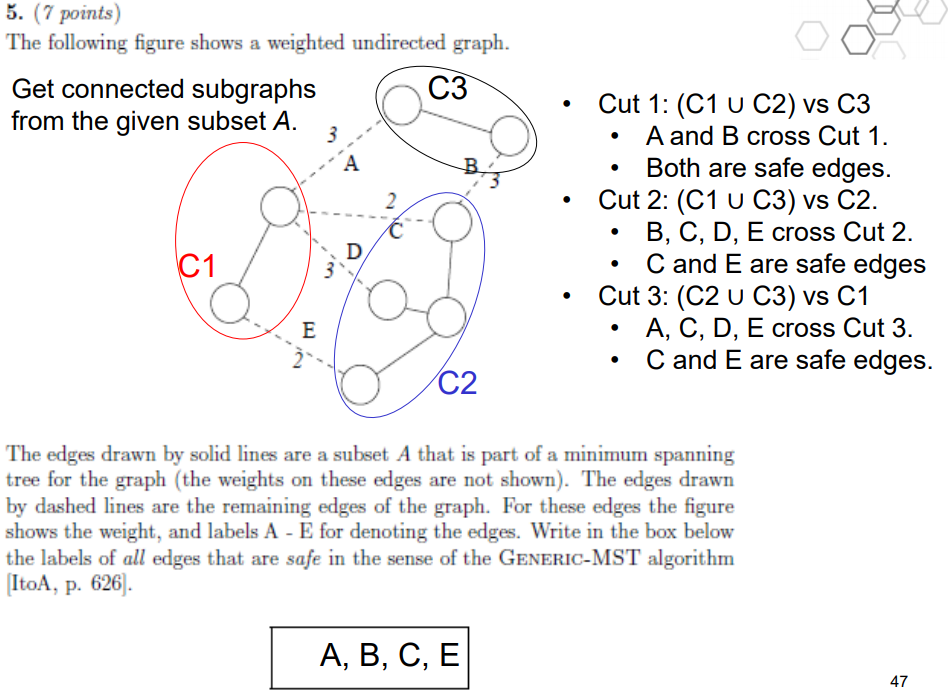 5. (7 points)
The following figure shows a weighted undirected graph.
Get connected subgraphs
from the given subset A.
C3
3
A
B
3
2
C
D
3
C1
E
2
C2
• Cut 1: (C1 ∪ C2) vs C3
• A and B cross Cut 1.
• Both are safe edges.
• Cut 2: (C1 ∪ C3) vs C2.
• B, C, D, E cross Cut 2.
• C and E are safe edges
• Cut 3: (C2 ∪ C3) vs C1
• A, C, D, E cross Cut 3.
• C and E are safe edges.
The edges drawn by solid lines are a subset A that is part of a minimum spanning
tree for the graph (the weights on these edges are not shown). The edges drawn
by dashed lines are the remaining edges of the graph. For these edges the figure
shows the weight, and labels A - E for denoting the edges. Write in the box below
the labels of all edges that are safe in the sense of the GENERIC-MST algorithm
[ItoA, p. 626].
A, B, C, E
47